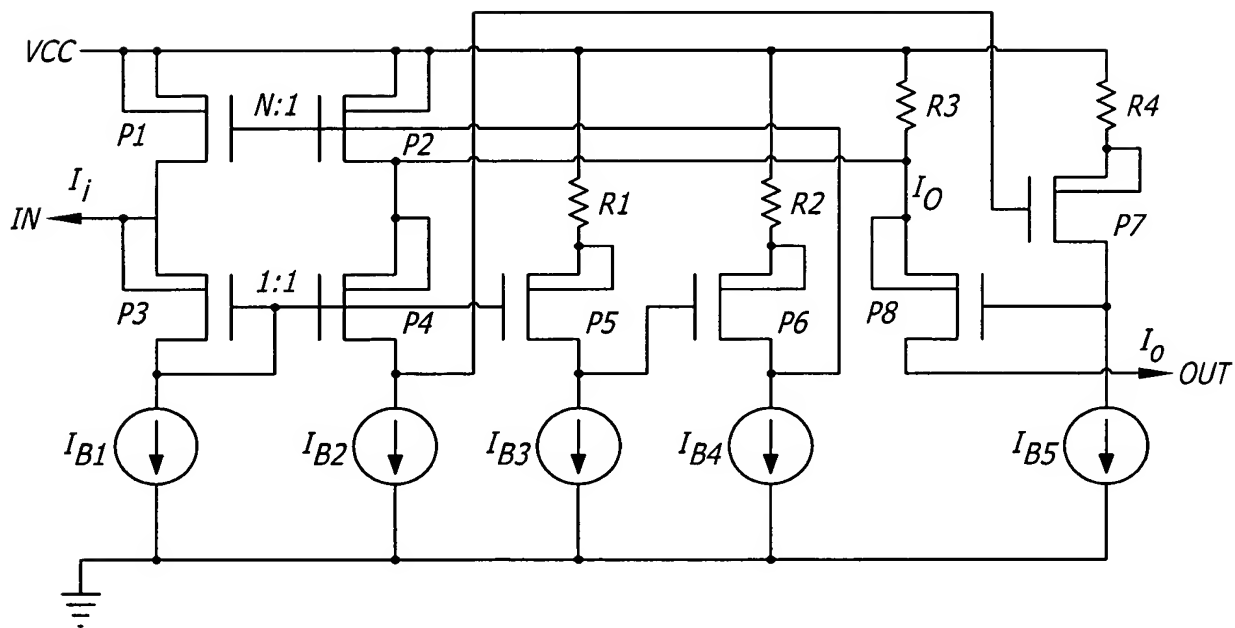 VCC
N:1
P1
P2
R3
R4
I_i
IN
R1
R2
I_O
P7
1:1
P3
P4
P5
P6
P8
I_o
OUT
I_B1
I_B2
I_B3
I_B4
I_B5